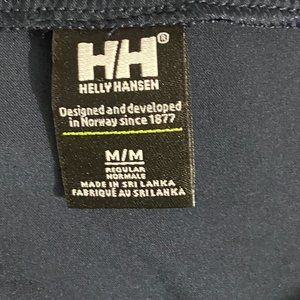 HH®
HELLY HANSEN
Designed and developed
in Norway since 1877
M/M
REGULAR
NORMALE
MADE IN SRI LANKA
FABRIQUÉ AU SRI LANKA